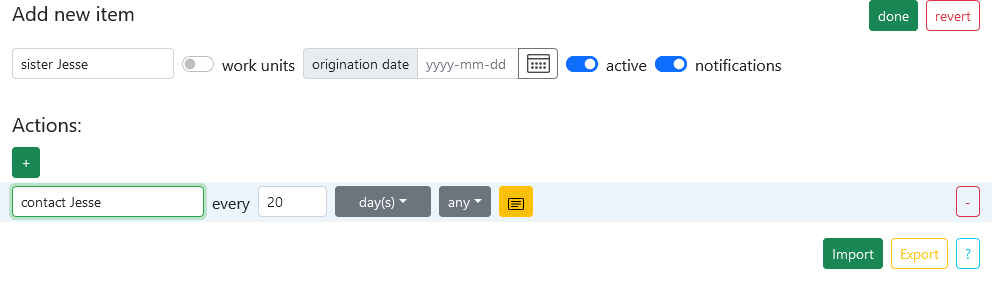 Add new item done revert
sister Jesse work units origination date yyyy-mm-dd active notifications
Actions:
+
contact Jesse every 20 day(s) any -
Import Export ?